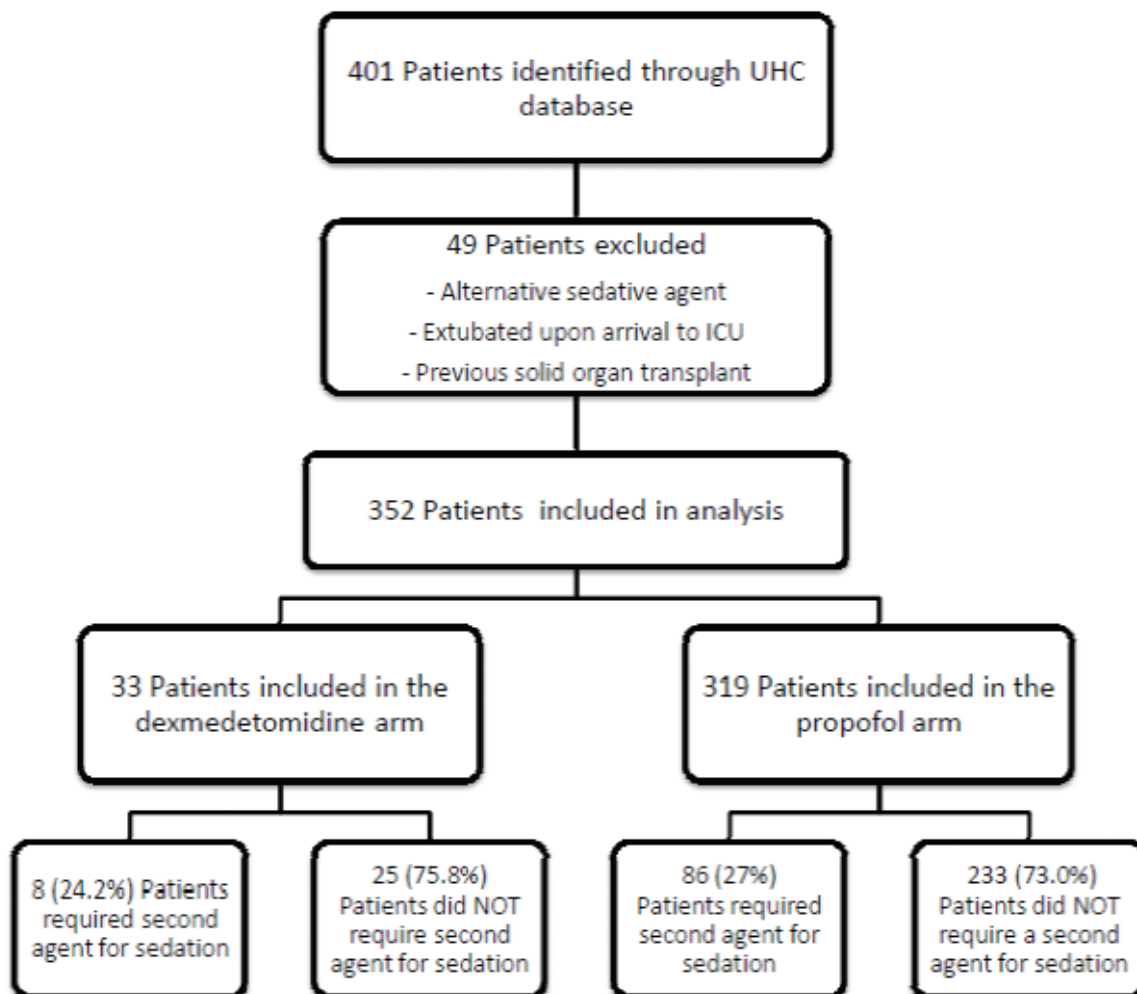 401 Patients identified through UHC
database
49 Patients excluded
- Alternative sedative agent
- Extubated upon arrival to ICU
- Previous solid organ transplant
352 Patients included in analysis
33 Patients included in the
dexmedetomidine arm
319 Patients included in the
propofol arm
8 (24.2%) Patients
required second
agent for sedation
25 (75.8%)
Patients did NOT
require second
agent for sedation
86 (27%)
Patients required
second agent for
sedation
233 (73.0%)
Patients did NOT
require a second
agent for sedation